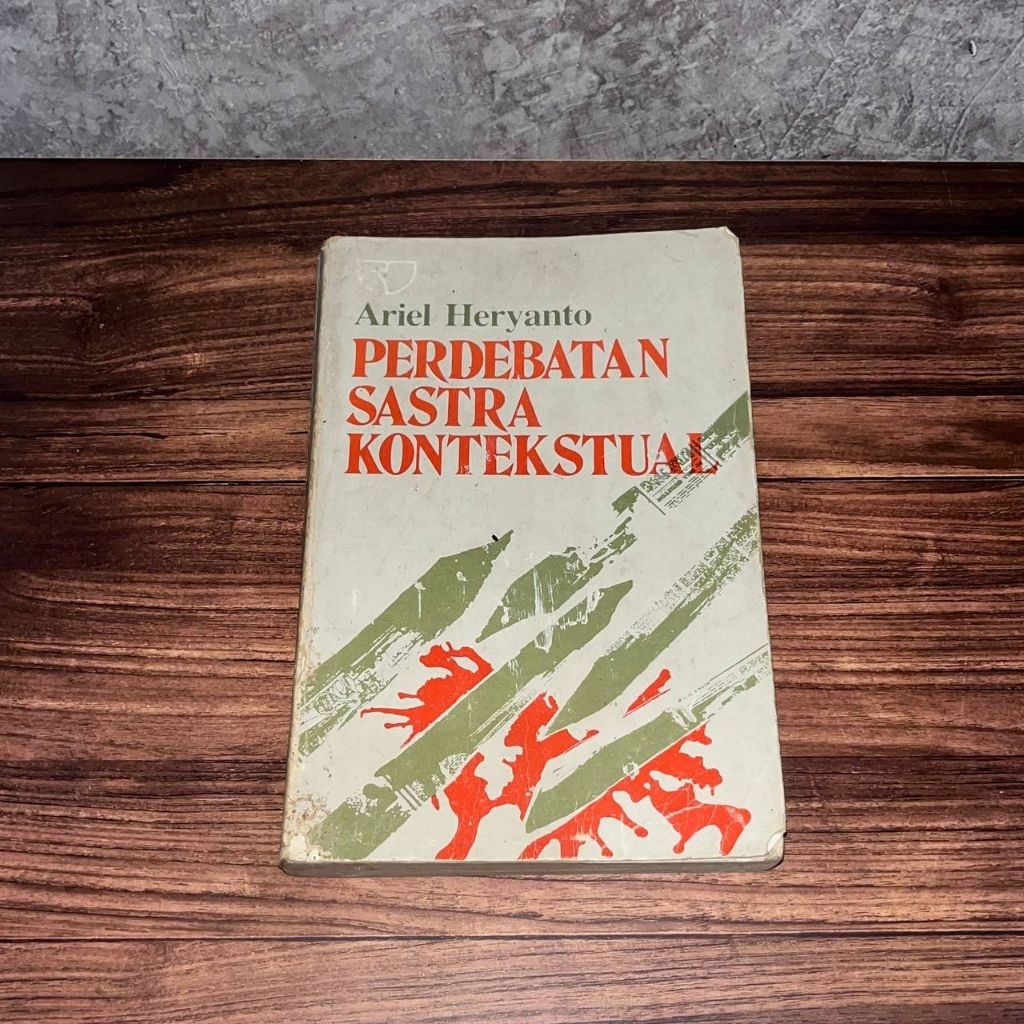 Ariel Heryanto
PERDEBATAN
SASTRA
KONTEKSTUAL